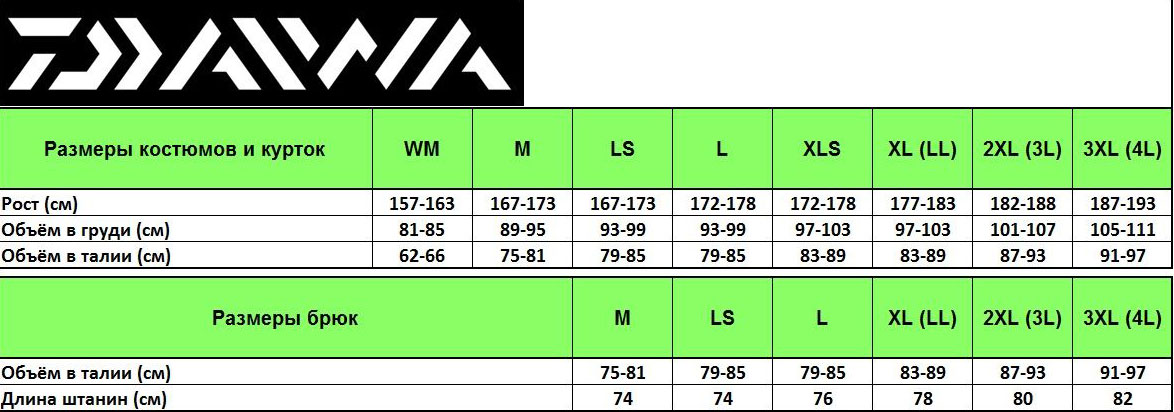 DAIWA
Размеры костюмов и курток WM M LS L XLS XL (LL) 2XL (3L) 3XL (4L)
Рост (см) 157-163 167-173 167-173 172-178 172-178 177-183 182-188 187-193
Объём в груди (см) 81-85 89-95 93-99 93-99 97-103 97-103 101-107 105-111
Объём в талии (см) 62-66 75-81 79-85 79-85 83-89 83-89 87-93 91-97
Размеры брюк M LS L XL (LL) 2XL (3L) 3XL (4L)
Объём в талии (см) 75-81 79-85 79-85 83-89 87-93 91-97
Длина штанин (см) 74 74 76 78 80 82